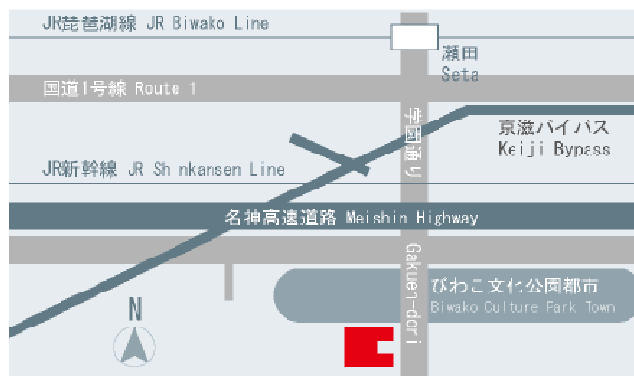 JR琵琶湖線 JR Biwako Line
瀬田
Seta
国道1号線 Route 1
学園通り
京滋バイパス
Keiji Bypass
JR新幹線 JR Sh nkansen Line
名神高速道路 Meishin Highway
Gakuen-dori
びわこ文化公園都市
Biwako Culture Park Town
N